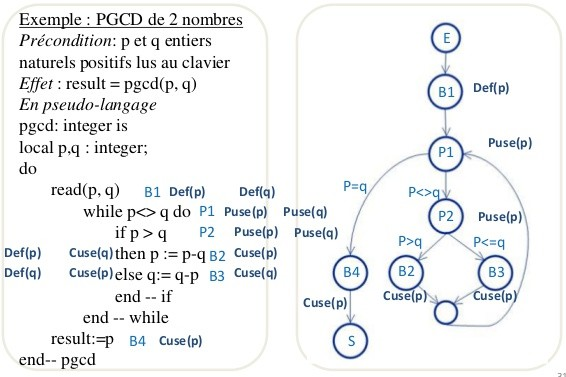 Exemple : PGCD de 2 nombres
Précondition: p et q entiers
naturels positifs lus au clavier
Effet : result = pgcd(p, q)
En pseudo-langage
pgcd: integer is
local p,q : integer;
do
read(p, q) B1 Def(p) Def(q)
while p<> q do P1 Puse(p) Puse(q)
if p > q P2 Puse(p) Puse(q)
Def(p) Cuse(q) then p := p-q B2 Cuse(p)
Def(q) Cuse(p) else q:= q-p B3 Cuse(q)
end -- if
end -- while
result:=p B4 Cuse(p)
end-- pgcd
E
B1 Def(p)
Puse(p)
P1
P=q P<>q
P2 Puse(p)
P>q P<=q
B4 B2 B3
Cuse(p) Cuse(p) Cuse(p)
S
31